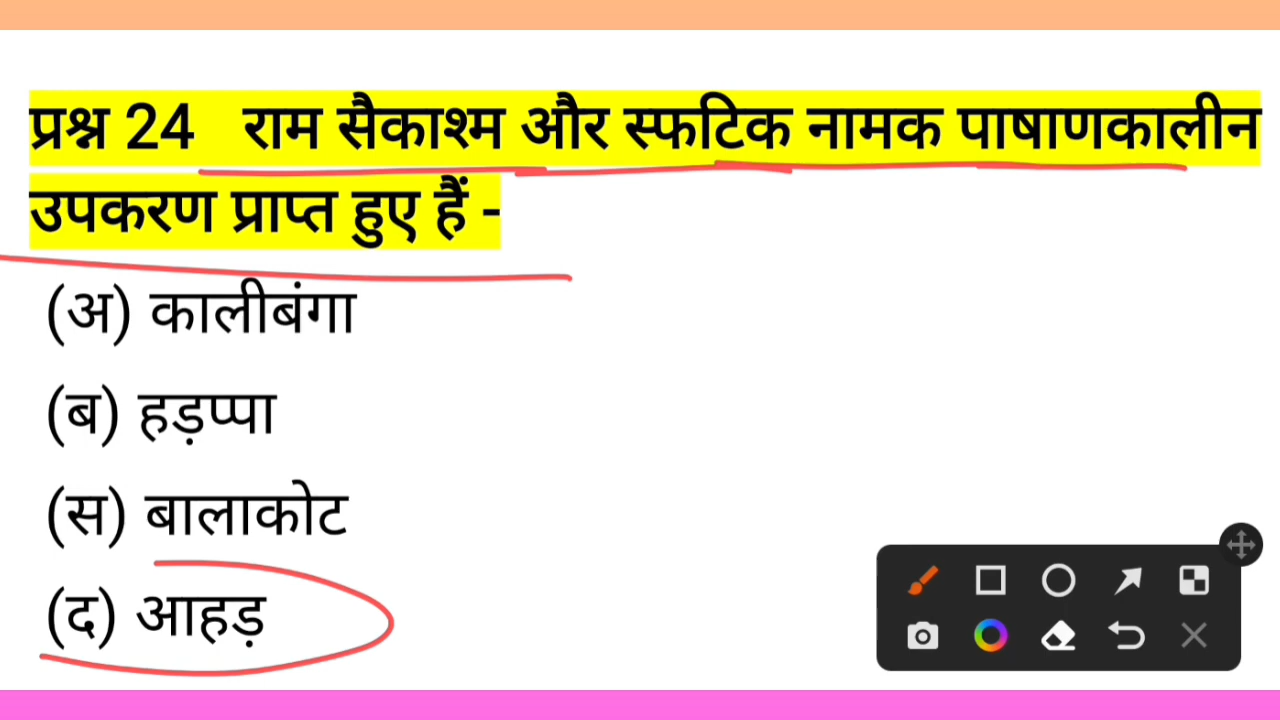 प्रश्न 24 राम सैकाश्म और स्फटिक नामक पाषाणकालीन
उपकरण प्राप्त हुए हैं -
(अ) कालीबंगा
(ब) हड़प्पा
(स) बालाकोट
(द) आहड़